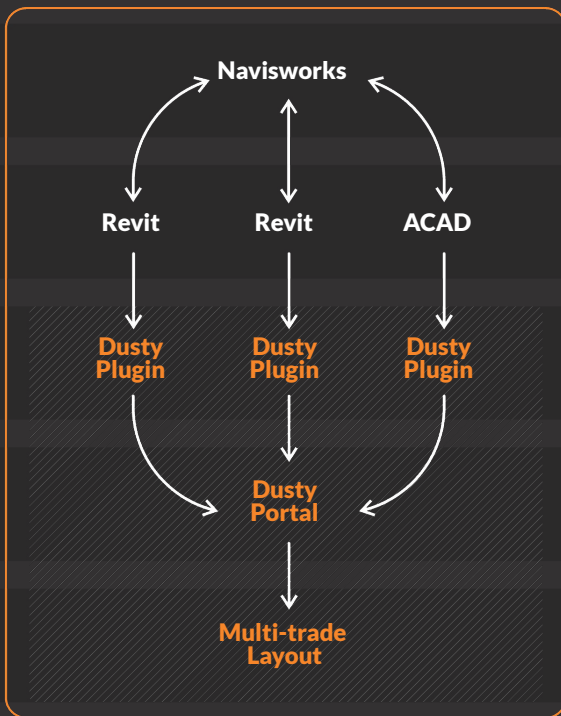 Navisworks
Revit
Revit
ACAD
Dusty
Plugin
Dusty
Plugin
Dusty
Plugin
Dusty
Portal
Multi-trade
Layout